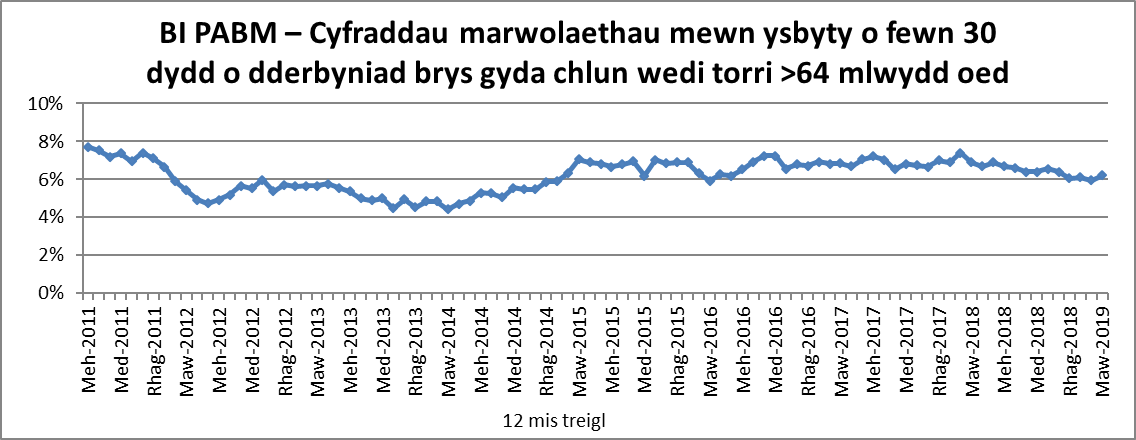 BI PABM – Cyfraddau marwolaethau mewn ysbyty o fewn 30
dydd o dderbyniad brys gyda chlun wedi torri >64 mlwydd oed
10%
8%
6%
4%
2%
0%
Meh-2011
Med-2011
Rhag-2011
Maw-2012
Meh-2012
Med-2012
Rhag-2012
Maw-2013
Meh-2013
Med-2013
Rhag-2013
Maw-2014
Meh-2014
Med-2014
Rhag-2014
Maw-2015
Meh-2015
Med-2015
Rhag-2015
Maw-2016
Meh-2016
Med-2016
Rhag-2016
Maw-2017
Meh-2017
Med-2017
Rhag-2017
Maw-2018
Meh-2018
Med-2018
Rhag-2018
Maw-2019
12 mis treigl